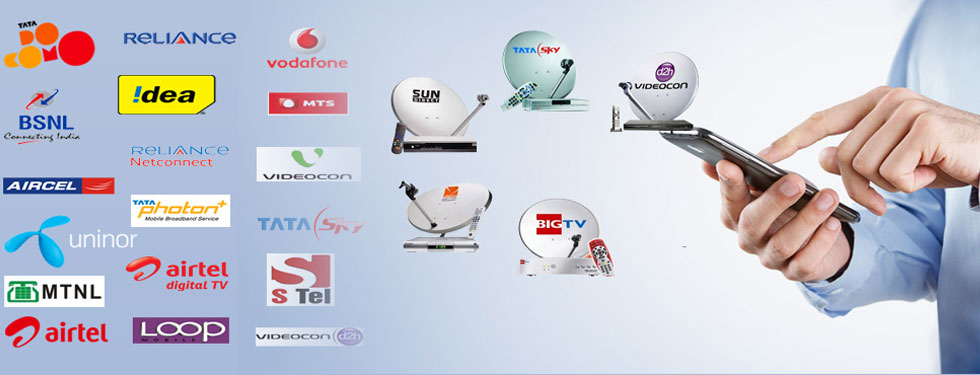 TATA
DOCOMO
RELIANCE
vodafone
!dea
MTS
BSNL
Connecting India
RELIANCE
Netconnect
VIDEOCON
AIRCEL
TATA
photon+
Mobile Broadband Service
uninor
TATA Sky
airtel
digital TV
MTNL
S Tel
airtel
LOOP
MOBILE
VIDEOCON d2h
SUN
DIRECT
TATA Sky
d2h
VIDEOCON
BIG TV